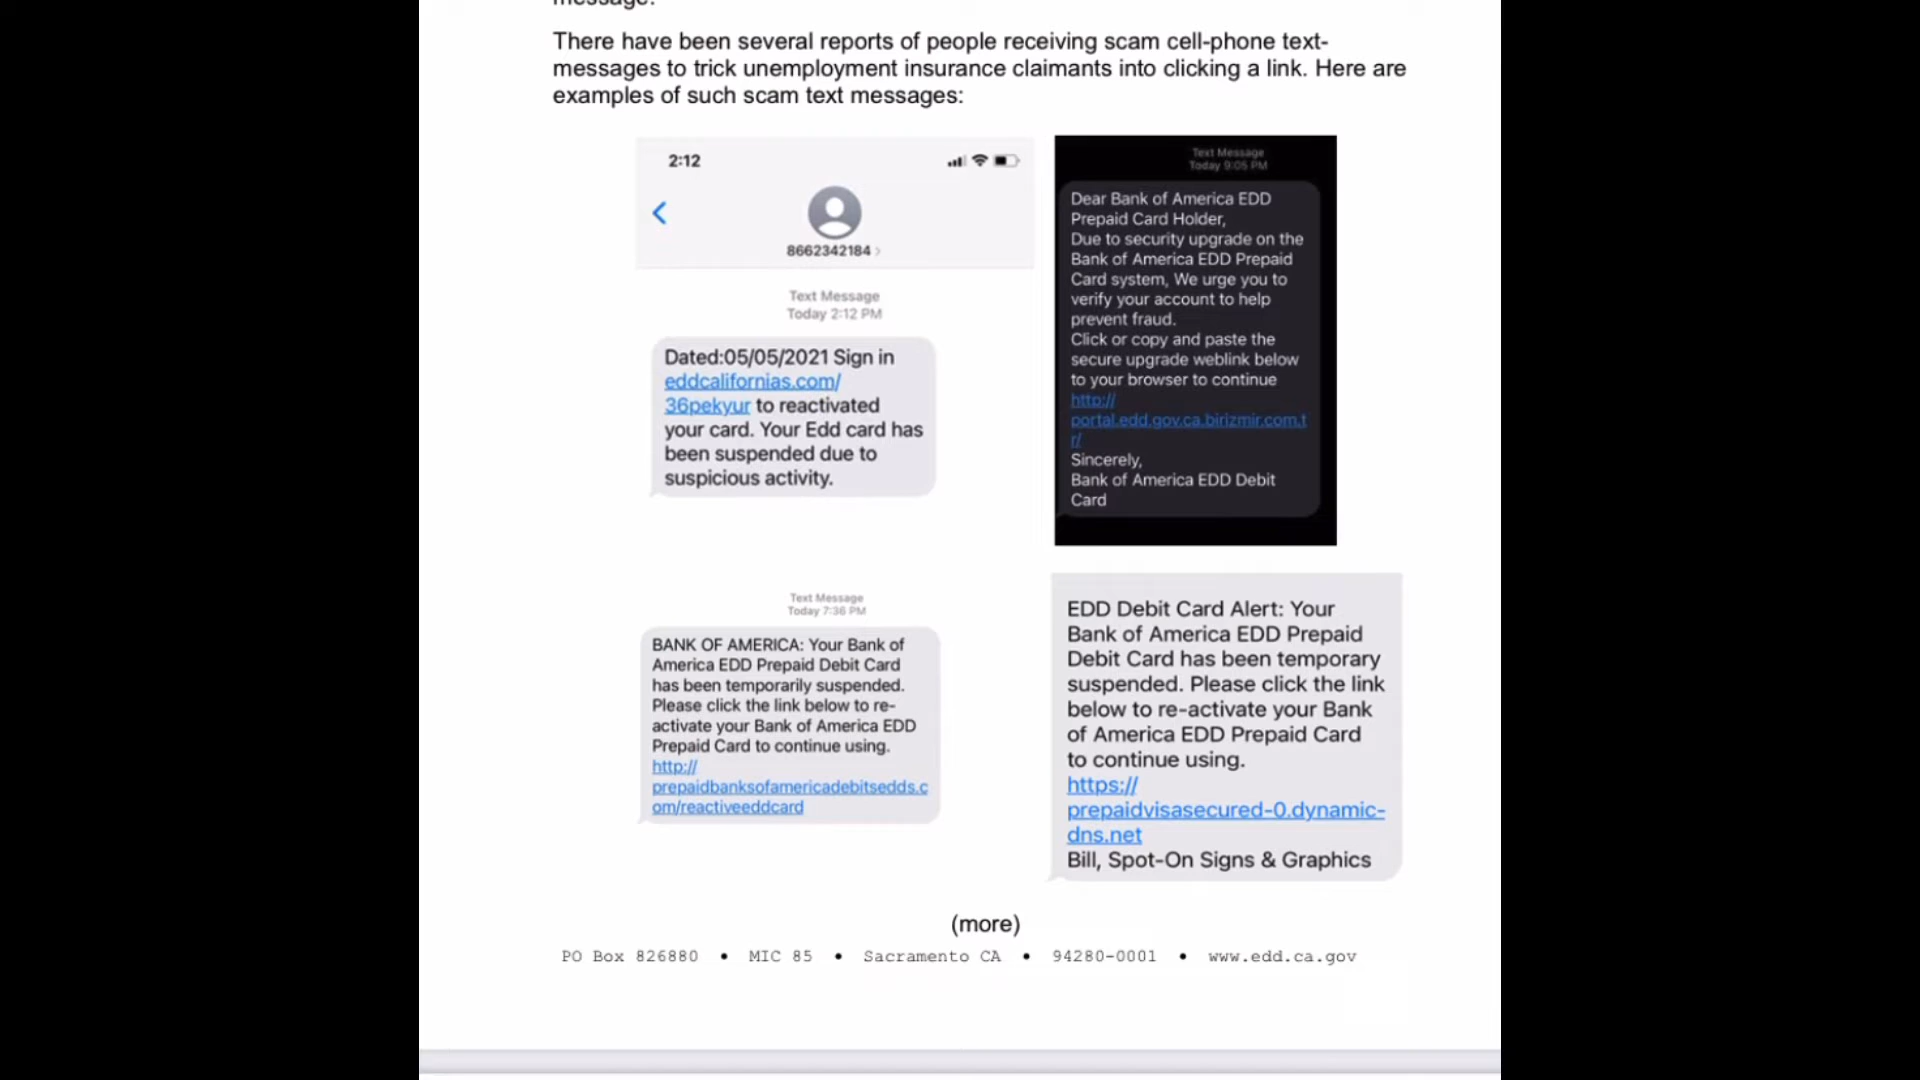 message.
There have been several reports of people receiving scam cell-phone text-
messages to trick unemployment insurance claimants into clicking a link. Here are
examples of such scam text messages:
2:12
8662342184 >
Text Message
Today 2:12 PM
Dated:05/05/2021 Sign in
eddcalifornias.com/
36pekyur to reactivated
your card. Your Edd card has
been suspended due to
suspicious activity.
Text Message
Today 9:05 PM
Dear Bank of America EDD
Prepaid Card Holder,
Due to security upgrade on the
Bank of America EDD Prepaid
Card system, We urge you to
verify your account to help
prevent fraud.
Click or copy and paste the
secure upgrade weblink below
to your browser to continue
http://
portal.edd.gov.ca.birizmir.com.t
r/
Sincerely,
Bank of America EDD Debit
Card
Text Message
Today 7:36 PM
BANK OF AMERICA: Your Bank of
America EDD Prepaid Debit Card
has been temporarily suspended.
Please click the link below to re-
activate your Bank of America EDD
Prepaid Card to continue using.
http://
prepaidbanksofamericadebitsedds.c
om/reactiveeddcard
EDD Debit Card Alert: Your
Bank of America EDD Prepaid
Debit Card has been temporary
suspended. Please click the link
below to re-activate your Bank
of America EDD Prepaid Card
to continue using.
https://
prepaidvisasecured-0.dynamic-
dns.net
Bill, Spot-On Signs & Graphics
(more)
PO Box 826880 • MIC 85 • Sacramento CA • 94280-0001 • www.edd.ca.gov